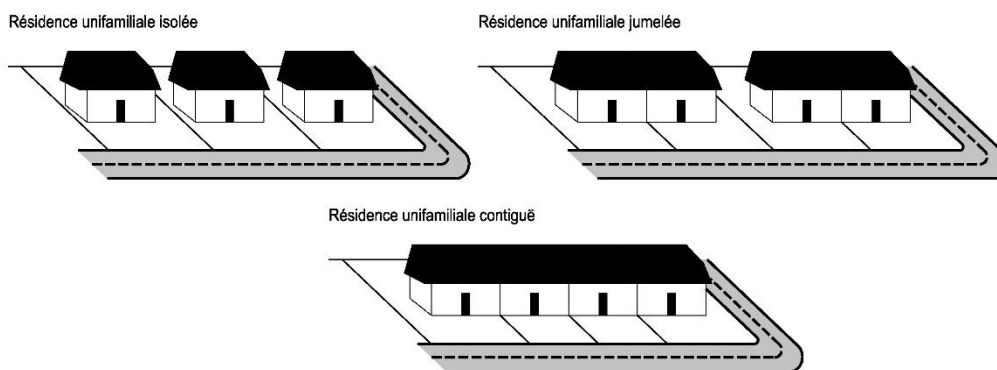 Résidence unifamiliale isolée
Résidence unifamiliale jumelée
Résidence unifamiliale contiguë